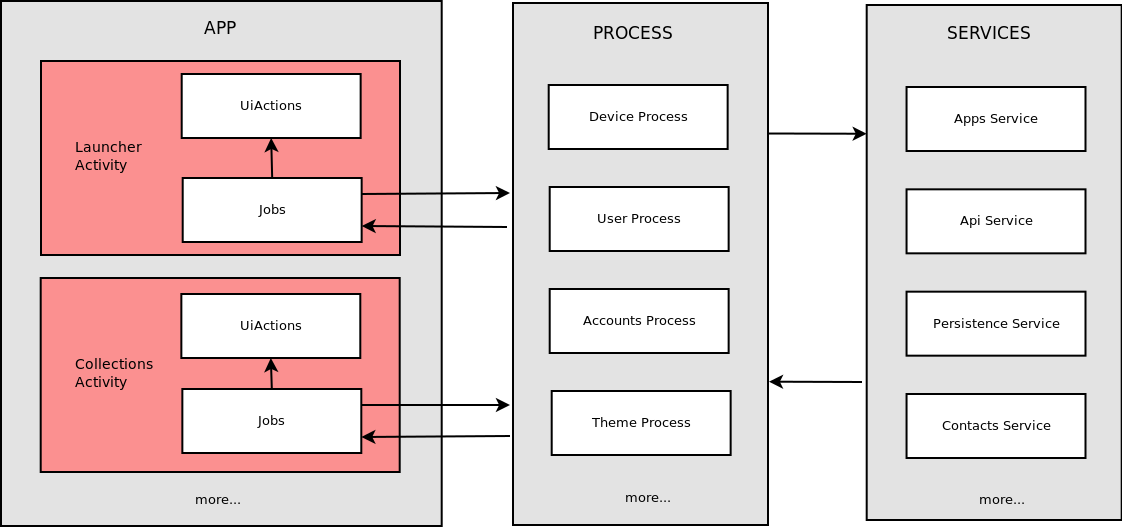 APP
UiActions
Launcher
Activity
Jobs
UiActions
Collections
Activity
Jobs
more...
PROCESS
Device Process
User Process
Accounts Process
Theme Process
more...
SERVICES
Apps Service
Api Service
Persistence Service
Contacts Service
more...